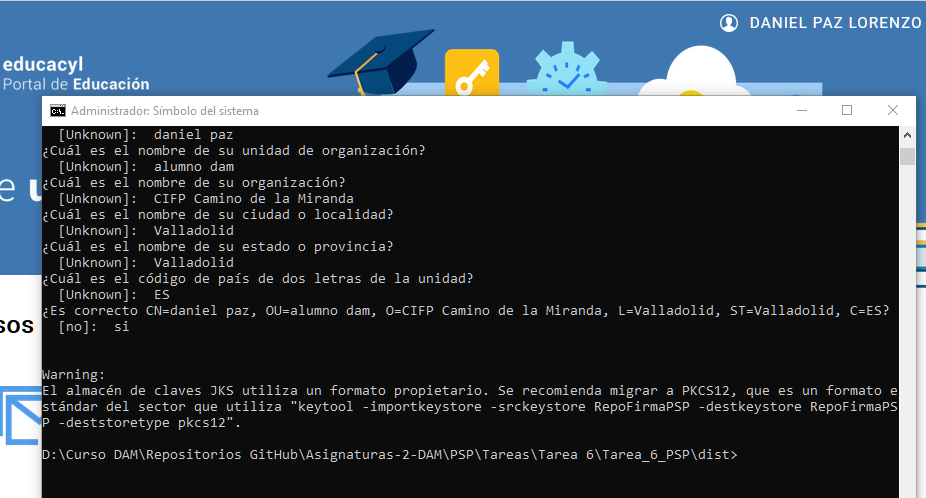 DANIEL PAZ LORENZO
educacyl
Portal de Educación
Administrador: Símbolo del sistema
[Unknown]:  daniel paz
¿Cuál es el nombre de su unidad de organización?
[Unknown]:  alumno dam
¿Cuál es el nombre de su organización?
[Unknown]:  CIFP Camino de la Miranda
¿Cuál es el nombre de su ciudad o localidad?
[Unknown]:  Valladolid
¿Cuál es el nombre de su estado o provincia?
[Unknown]:  Valladolid
¿Cuál es el código de país de dos letras de la unidad?
[Unknown]:  ES
¿Es correcto CN=daniel paz, OU=alumno dam, O=CIFP Camino de la Miranda, L=Valladolid, ST=Valladolid, C=ES?
[no]:  si
Warning:
El almacén de claves JKS utiliza un formato propietario. Se recomienda migrar a PKCS12, que es un formato e
stándar del sector que utiliza "keytool -importkeystore -srckeystore RepoFirmaPSP -destkeystore RepoFirmaPS
P -deststoretype pkcs12".
D:\Curso DAM\Repositorios GitHub\Asignaturas-2-DAM\PSP\Tareas\Tarea 6\Tarea_6_PSP\dist>